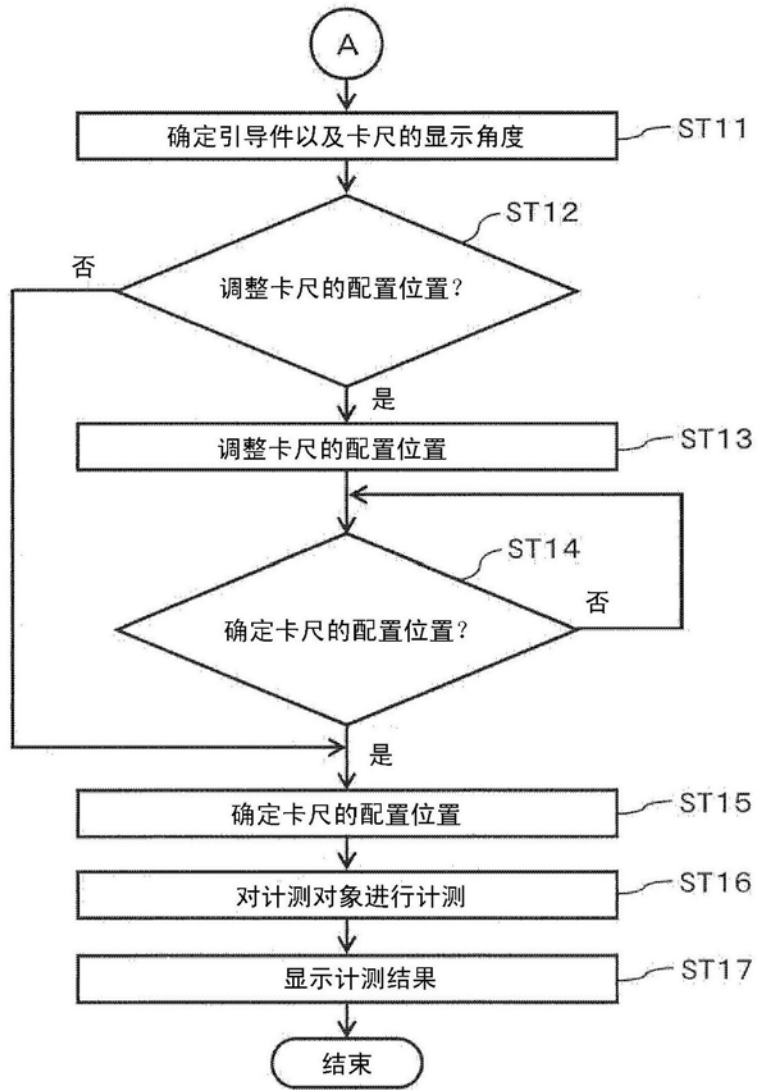 A
确定引导件以及卡尺的显示角度
ST11
ST12
否
调整卡尺的配置位置?
是
调整卡尺的配置位置
ST13
ST14
否
确定卡尺的配置位置?
是
确定卡尺的配置位置
ST15
对计测对象进行计测
ST16
显示计测结果
ST17
结束